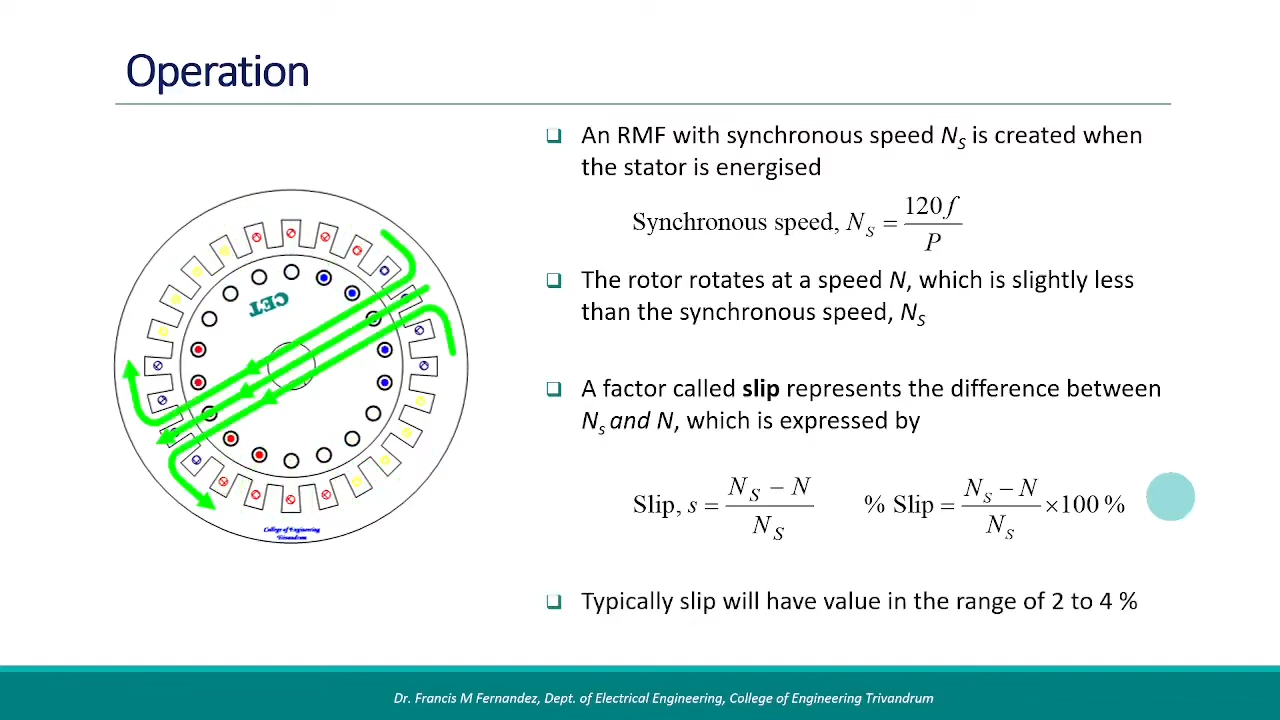 Operation
An RMF with synchronous speed N_S is created when
the stator is energised
Synchronous speed, N_S = 120 f / P
The rotor rotates at a speed N, which is slightly less
than the synchronous speed, N_S
A factor called slip represents the difference between
N_s and N, which is expressed by
Slip, s = N_S − N / N_S
% Slip = N_S − N / N_S ×100 %
Typically slip will have value in the range of 2 to 4 %
CET
College of Engineering
Trivandrum
Dr. Francis M Fernandez, Dept. of Electrical Engineering, College of Engineering Trivandrum